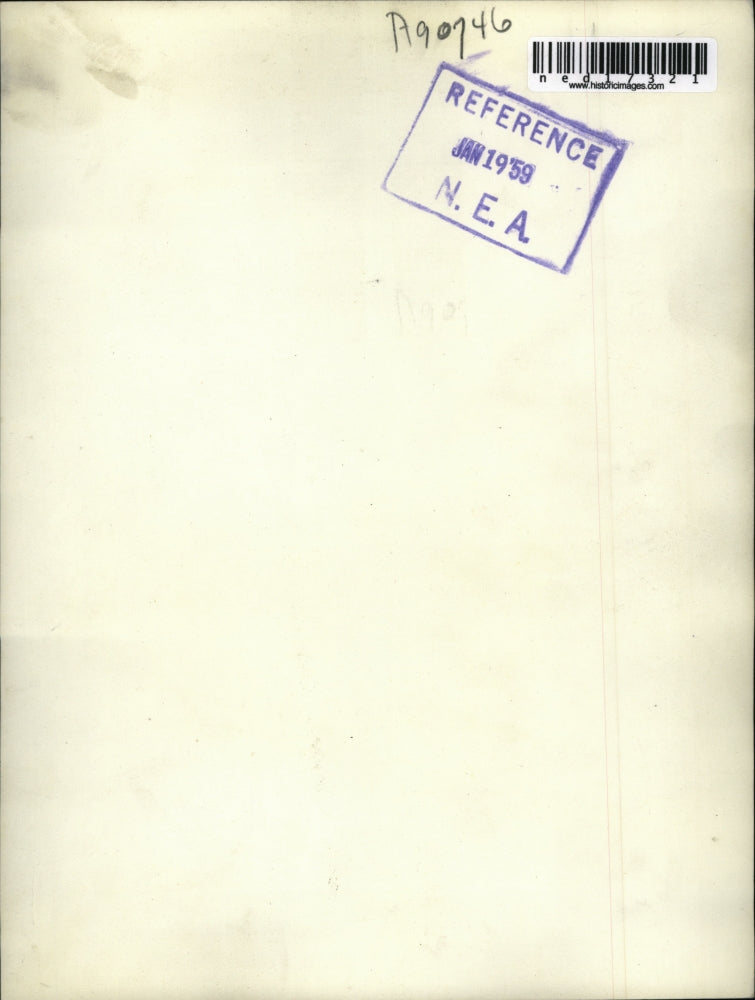 A90746
ned17321
www.historicimages.com
REFERENCE
JAN 19'59
N. E. A.